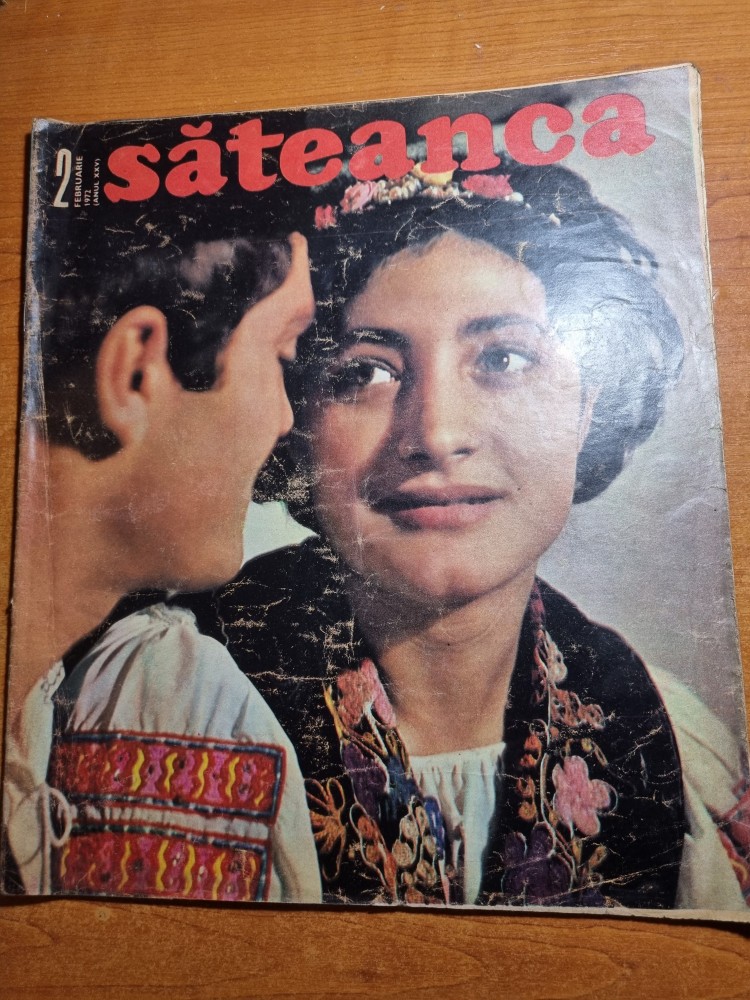 săteanca
2
FEBRUARIE
1972
(ANUL XXV)